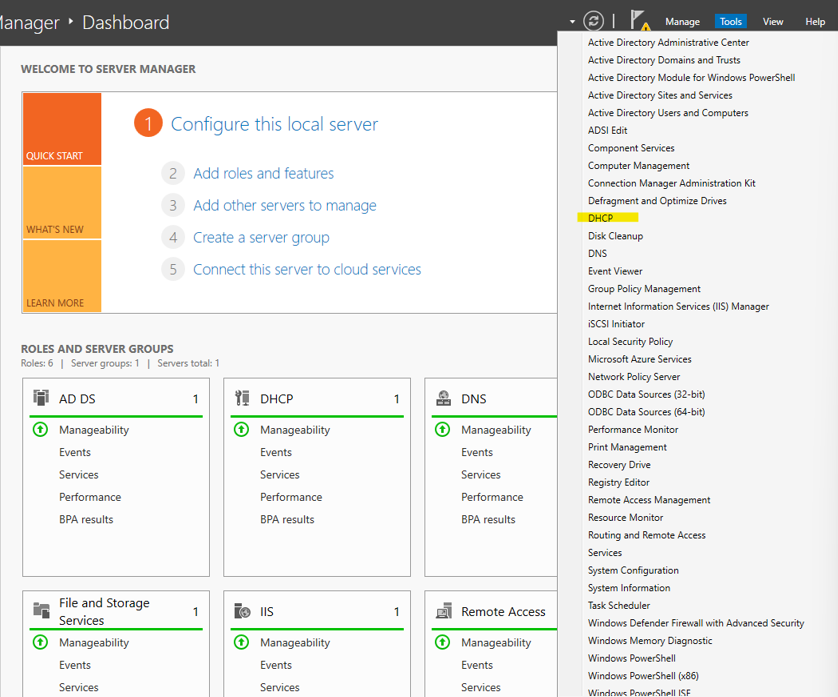 Manager • Dashboard
Manage Tools View Help
WELCOME TO SERVER MANAGER
QUICK START
WHAT'S NEW
LEARN MORE
1 Configure this local server
2 Add roles and features
3 Add other servers to manage
4 Create a server group
5 Connect this server to cloud services
ROLES AND SERVER GROUPS
Roles: 6 | Server groups: 1 | Servers total: 1
AD DS 1
Manageability
Events
Services
Performance
BPA results
DHCP 1
Manageability
Events
Services
Performance
BPA results
DNS
Manageability
Events
Services
Performance
BPA results
File and Storage
Services 1
Manageability
Events
Services
IIS 1
Manageability
Events
Services
Remote Access
Manageability
Events
Services
Active Directory Administrative Center
Active Directory Domains and Trusts
Active Directory Module for Windows PowerShell
Active Directory Sites and Services
Active Directory Users and Computers
ADSI Edit
Component Services
Computer Management
Connection Manager Administration Kit
Defragment and Optimize Drives
DHCP
Disk Cleanup
DNS
Event Viewer
Group Policy Management
Internet Information Services (IIS) Manager
iSCSI Initiator
Local Security Policy
Microsoft Azure Services
Network Policy Server
ODBC Data Sources (32-bit)
ODBC Data Sources (64-bit)
Performance Monitor
Print Management
Recovery Drive
Registry Editor
Remote Access Management
Resource Monitor
Routing and Remote Access
Services
System Configuration
System Information
Task Scheduler
Windows Defender Firewall with Advanced Security
Windows Memory Diagnostic
Windows PowerShell
Windows PowerShell (x86)
Windows PowerShell ISE